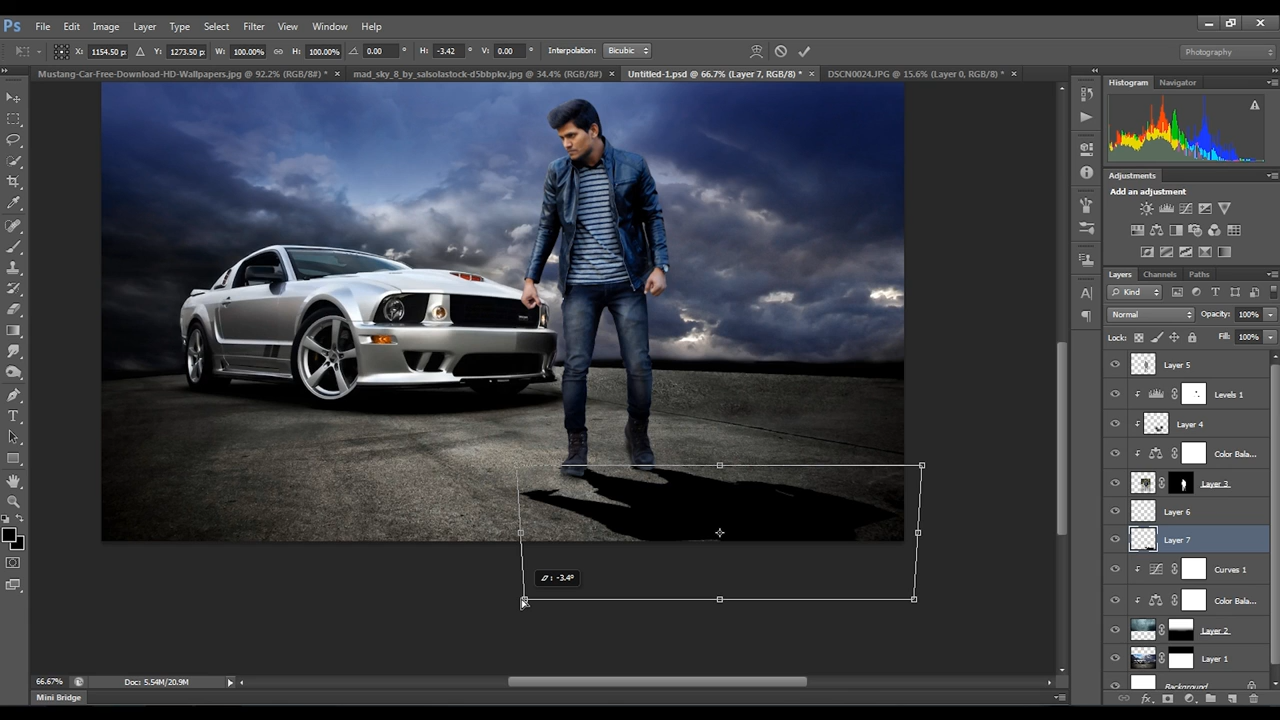 Ps File Edit Image Layer Type Select Filter View Window Help
X: 1154.50 p Y: 1273.50 px W: 100.00% H: 100.00% 0.00 ° H: -3.42 ° V: 0.00 ° Interpolation: Bicubic Photography
Mustang-Car-Free-Download-HD-Wallpapers.jpg @ 92.2% (RGB/8#) * × mad_sky_8_by_salsolastock-d5bbpkv.jpg @ 34.4% (RGB/8#) × Untitled-1.psd @ 66.7% (Layer 7, RGB/8) * × DSCN0024.JPG @ 15.6% (Layer 0, RGB/8) * ×
Histogram Navigator
Adjustments
Add an adjustment
Layers Channels Paths
Kind
Normal Opacity: 100%
Lock: Fill: 100%
Layer 5
Levels 1
Layer 4
Color Bala...
Layer 3
Layer 6
Layer 7
Curves 1
Color Bala...
Layer 2
Layer 1
Background
: -3.4°
66.67% Doc: 5.54M/20.9M
Mini Bridge